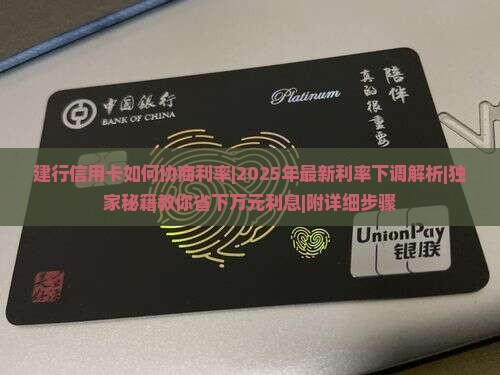 中国银行
BANK OF CHINA
Platinum
陪伴
真的很重要
建行信用卡如何协商利率|2025年最新利率下调解析|独
家秘籍教你省下万元利息|附详细步骤
UnionPay
银联